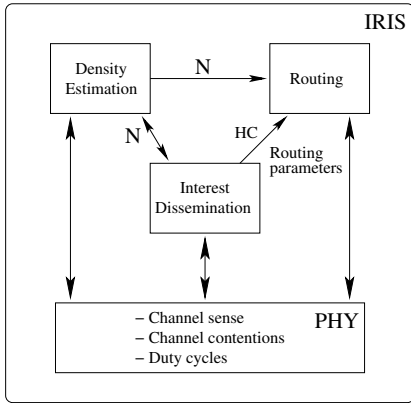 IRIS
Density
Estimation
N
Routing
N
HC
Routing
parameters
Interest
Dissemination
PHY
– Channel sense
– Channel contentions
– Duty cycles